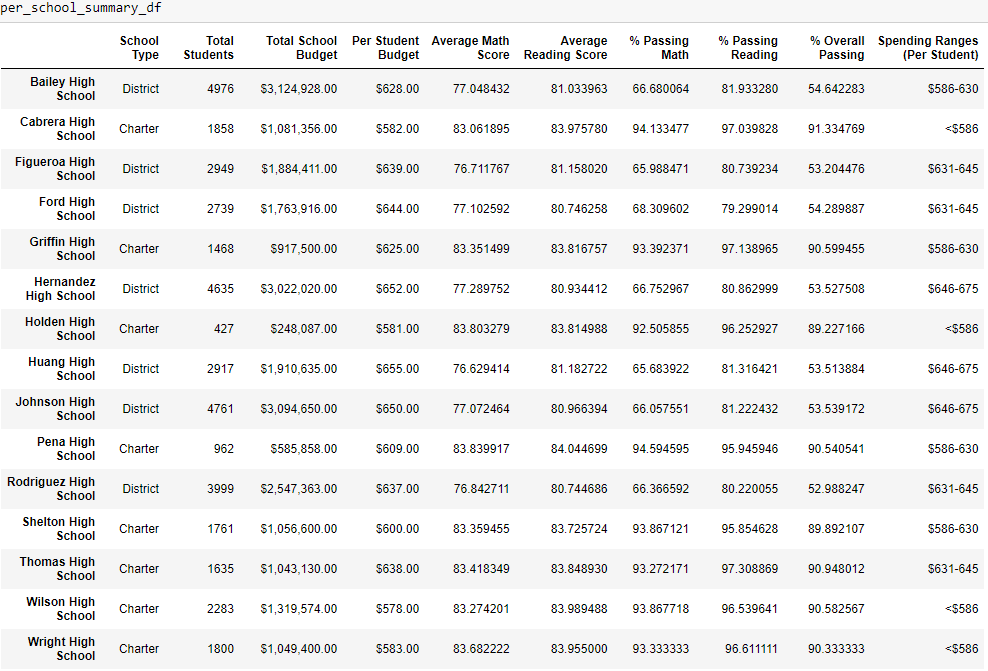 per_school_summary_df
School Type Total Students Total School Budget Per Student Budget Average Math Score Average Reading Score % Passing Math % Passing Reading % Overall Passing Spending Ranges (Per Student)
Bailey High School District 4976 $3,124,928.00 $628.00 77.048432 81.033963 66.680064 81.933280 54.642283 $586-630
Cabrera High School Charter 1858 $1,081,356.00 $582.00 83.061895 83.975780 94.133477 97.039828 91.334769 <$586
Figueroa High School District 2949 $1,884,411.00 $639.00 76.711767 81.158020 65.988471 80.739234 53.204476 $631-645
Ford High School District 2739 $1,763,916.00 $644.00 77.102592 80.746258 68.309602 79.299014 54.289887 $631-645
Griffin High School Charter 1468 $917,500.00 $625.00 83.351499 83.816757 93.392371 97.138965 90.599455 $586-630
Hernandez High School District 4635 $3,022,020.00 $652.00 77.289752 80.934412 66.752967 80.862999 53.527508 $646-675
Holden High School Charter 427 $248,087.00 $581.00 83.803279 83.814988 92.505855 96.252927 89.227166 <$586
Huang High School District 2917 $1,910,635.00 $655.00 76.629414 81.182722 65.683922 81.316421 53.513884 $646-675
Johnson High School District 4761 $3,094,650.00 $650.00 77.072464 80.966394 66.057551 81.222432 53.539172 $646-675
Pena High School Charter 962 $585,858.00 $609.00 83.839917 84.044699 94.594595 95.945946 90.540541 $586-630
Rodriguez High School District 3999 $2,547,363.00 $637.00 76.842711 80.744686 66.366592 80.220055 52.988247 $631-645
Shelton High School Charter 1761 $1,056,600.00 $600.00 83.359455 83.725724 93.867121 95.854628 89.892107 $586-630
Thomas High School Charter 1635 $1,043,130.00 $638.00 83.418349 83.848930 93.272171 97.308869 90.948012 $631-645
Wilson High School Charter 2283 $1,319,574.00 $578.00 83.274201 83.989488 93.867718 96.539641 90.582567 <$586
Wright High School Charter 1800 $1,049,400.00 $583.00 83.682222 83.955000 93.333333 96.611111 90.333333 <$586